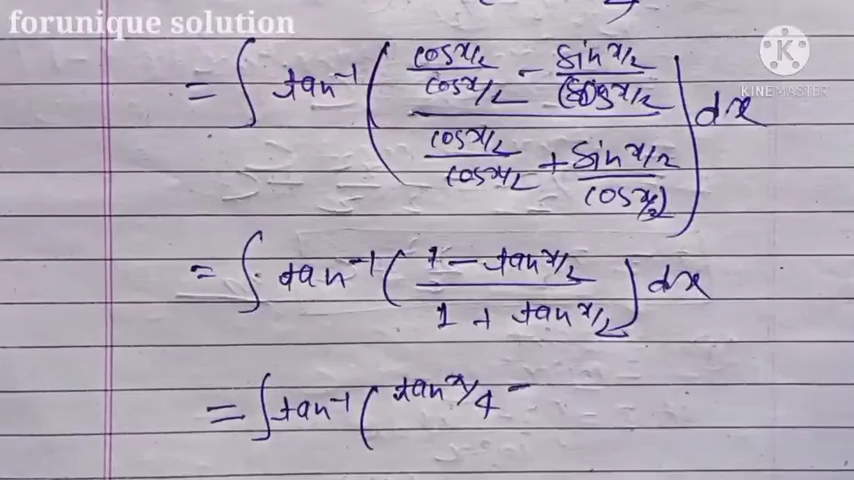 forunique solution
KINEMASTER
= ∫ tan⁻¹ ( (cos x/2 / cos x/2 - sin x/2 / cos x/2) / (cos x/2 / cos x/2 + sin x/2 / cos x/2) ) dx
= ∫ tan⁻¹ ( (1 - tan x/2) / (1 + tan x/2) ) dx
= ∫ tan⁻¹ ( tan π/4 -